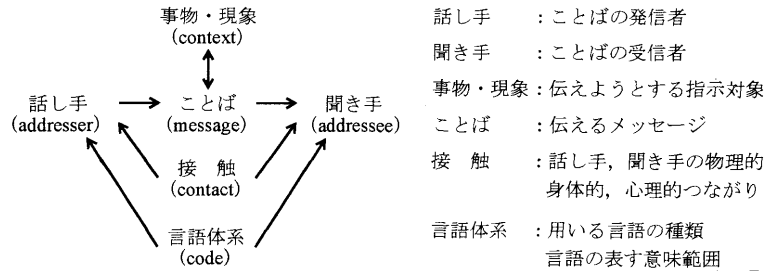 事物・現象
(context)
話し手 ことば 聞き手
(addresser) (message) (addressee)
接　触
(contact)
言語体系
(code)
話し手　：ことばの発信者
聞き手　：ことばの受信者
事物・現象：伝えようとする指示対象
ことば　：伝えるメッセージ
接　触　：話し手，聞き手の物理的
身体的，心理的つながり
言語体系　：用いる言語の種類
言語の表す意味範囲